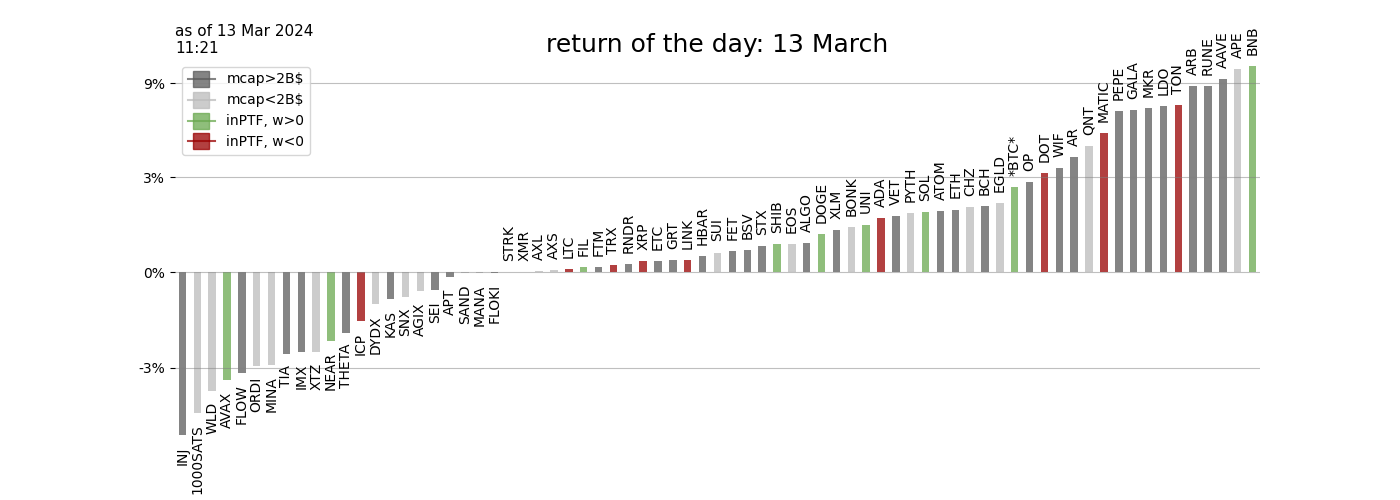 as of 13 Mar 2024
11:21
return of the day: 13 March
mcap>2B$
mcap<2B$
inPTF, w>0
inPTF, w<0
9%
3%
0%
-3%
INJ
1000SATS
WLD
AVAX
FLOW
ORDI
MINA
TIA
IMX
XTZ
NEAR
THETA
ICP
DYDX
KAS
SNX
AGIX
SEI
APT
SAND
MANA
FLOKI
STRK
XMR
AXL
AXS
LTC
FIL
FTM
TRX
RNDR
XRP
ETC
GRT
LINK
HBAR
SUI
FET
BSV
STX
SHIB
EOS
ALGO
DOGE
XLM
BONK
UNI
ADA
VET
PYTH
SOL
ATOM
ETH
CHZ
BCH
EGLD
*BTC*
OP
DOT
WIF
AR
QNT
MATIC
PEPE
GALA
MKR
LDO
TON
ARB
RUNE
AAVE
APE
BNB